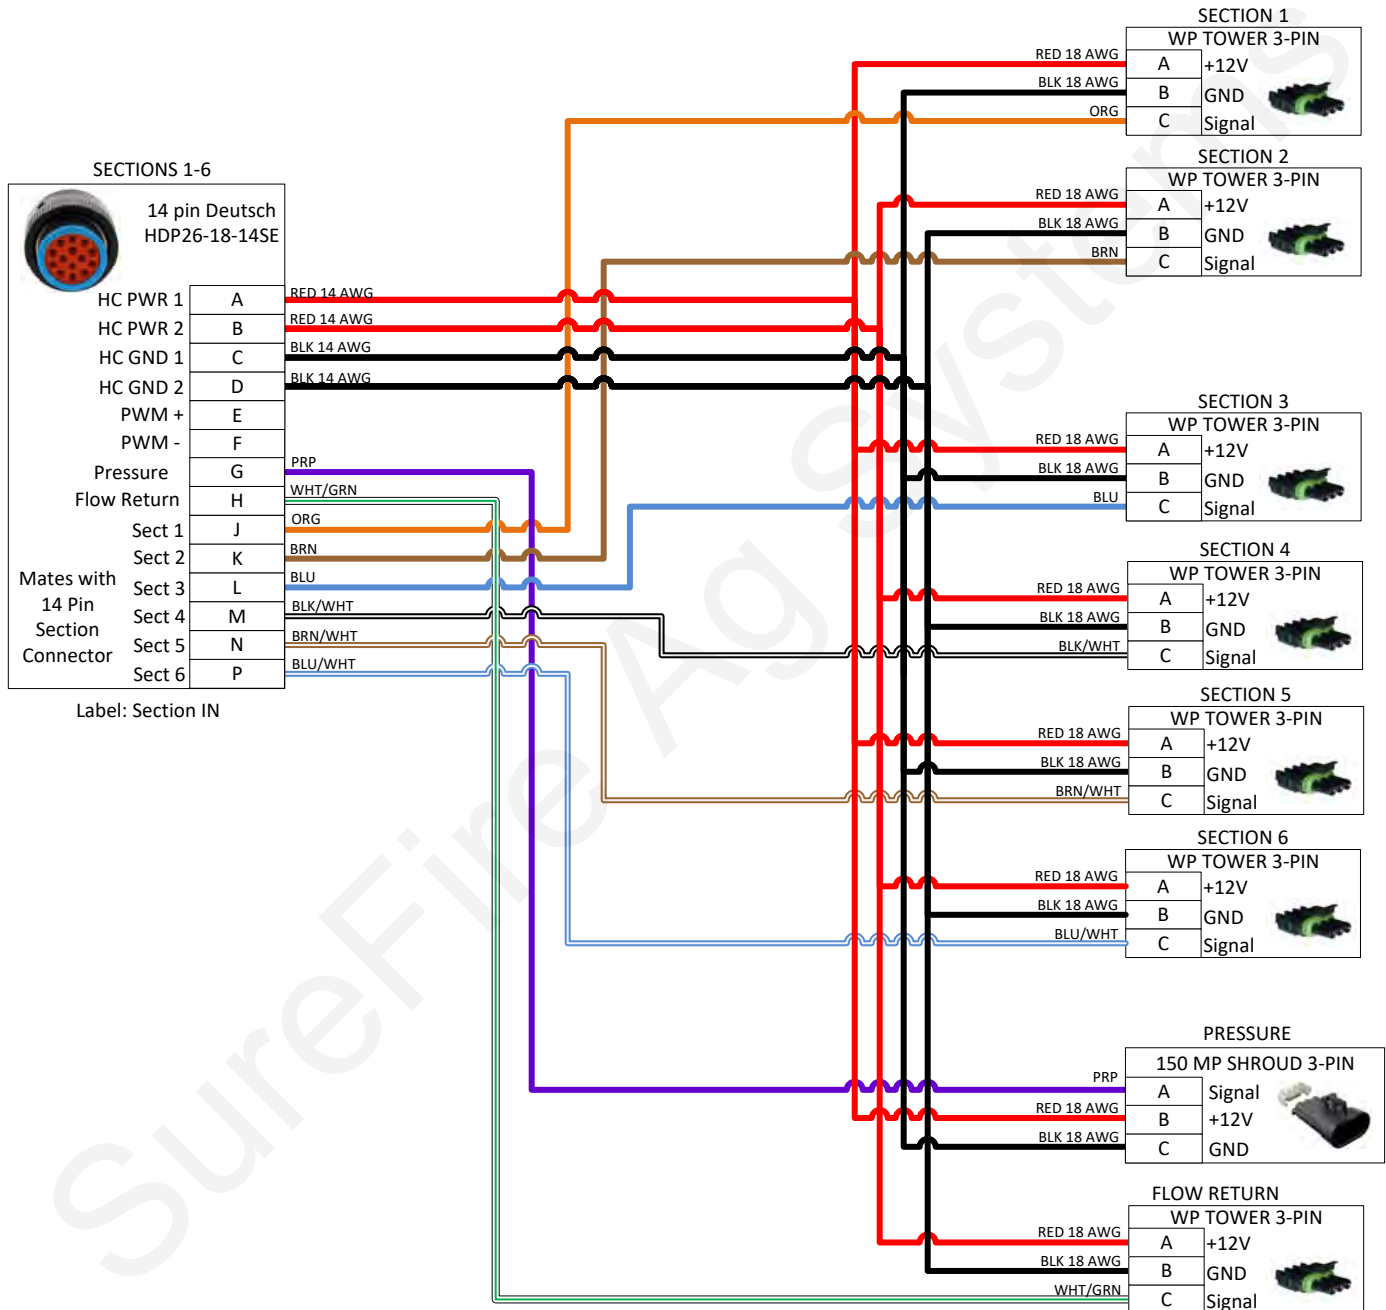 SECTIONS 1-6
14 pin Deutsch
HDP26-18-14SE
HC PWR 1 A RED 14 AWG
HC PWR 2 B RED 14 AWG
HC GND 1 C BLK 14 AWG
HC GND 2 D BLK 14 AWG
PWM + E
PWM - F
Pressure G PRP
Flow Return H WHT/GRN
Sect 1 J ORG
Sect 2 K BRN
Sect 3 L BLU
Sect 4 M BLK/WHT
Sect 5 N BRN/WHT
Sect 6 P BLU/WHT
Mates with
14 Pin
Section
Connector
Label: Section IN
SECTION 1
WP TOWER 3-PIN
RED 18 AWG A +12V
BLK 18 AWG B GND
ORG C Signal
SECTION 2
WP TOWER 3-PIN
RED 18 AWG A +12V
BLK 18 AWG B GND
BRN C Signal
SECTION 3
WP TOWER 3-PIN
RED 18 AWG A +12V
BLK 18 AWG B GND
BLU C Signal
SECTION 4
WP TOWER 3-PIN
RED 18 AWG A +12V
BLK 18 AWG B GND
BLK/WHT C Signal
SECTION 5
WP TOWER 3-PIN
RED 18 AWG A +12V
BLK 18 AWG B GND
BRN/WHT C Signal
SECTION 6
WP TOWER 3-PIN
RED 18 AWG A +12V
BLK 18 AWG B GND
BLU/WHT C Signal
PRESSURE
150 MP SHROUD 3-PIN
PRP A Signal
RED 18 AWG B +12V
BLK 18 AWG C GND
FLOW RETURN
WP TOWER 3-PIN
RED 18 AWG A +12V
BLK 18 AWG B GND
WHT/GRN C Signal
SureFire Ag Systems